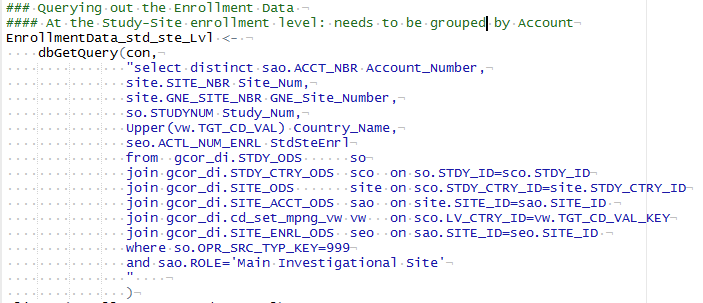 ### Querying out the Enrollment Data
#### At the Study-Site enrollment level: needs to be grouped by Account
EnrollmentData_std_ste_Lvl <-
dbGetQuery(con,
"select distinct sao.ACCT_NBR Account_Number,
site.SITE_NBR Site_Num,
site.GNE_SITE_NBR GNE_Site_Number,
so.STUDYNUM Study_Num,
Upper(vw.TGT_CD_VAL) Country_Name,
seo.ACTL_NUM_ENRL StdSteEnrl
from gcor_di.STDY_ODS so
join gcor_di.STDY_CTRY_ODS sco on so.STDY_ID=sco.STDY_ID
join gcor_di.SITE_ODS site on sco.STDY_CTRY_ID=site.STDY_CTRY_ID
join gcor_di.SITE_ACCT_ODS sao on site.SITE_ID=sao.SITE_ID
join gcor_di.cd_set_mpng_vw vw on sco.LV_CTRY_ID=vw.TGT_CD_VAL_KEY
join gcor_di.SITE_ENRL_ODS seo on sao.SITE_ID=seo.SITE_ID
where so.OPR_SRC_TYP_KEY=999
and sao.ROLE='Main Investigational Site'
"
)